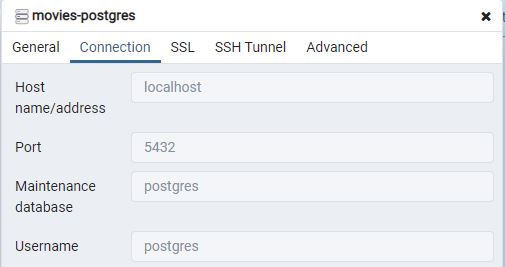 movies-postgres
General Connection SSL SSH Tunnel Advanced
Host name/address localhost
Port 5432
Maintenance database postgres
Username postgres